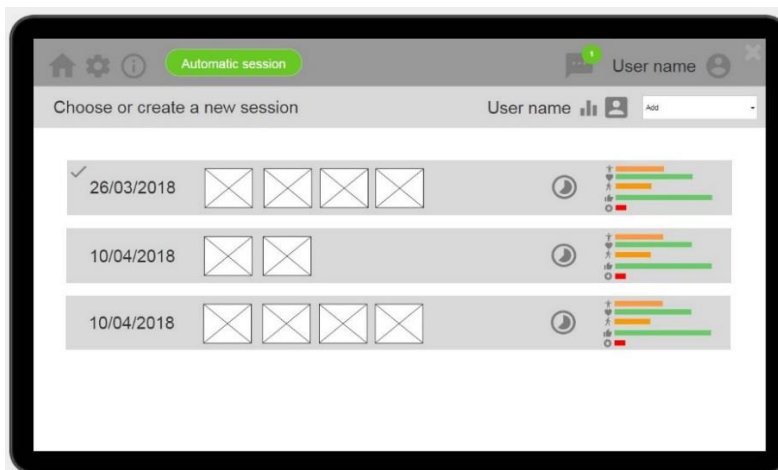 Automatic session
1
User name
Choose or create a new session
User name
Add
26/03/2018
10/04/2018
10/04/2018